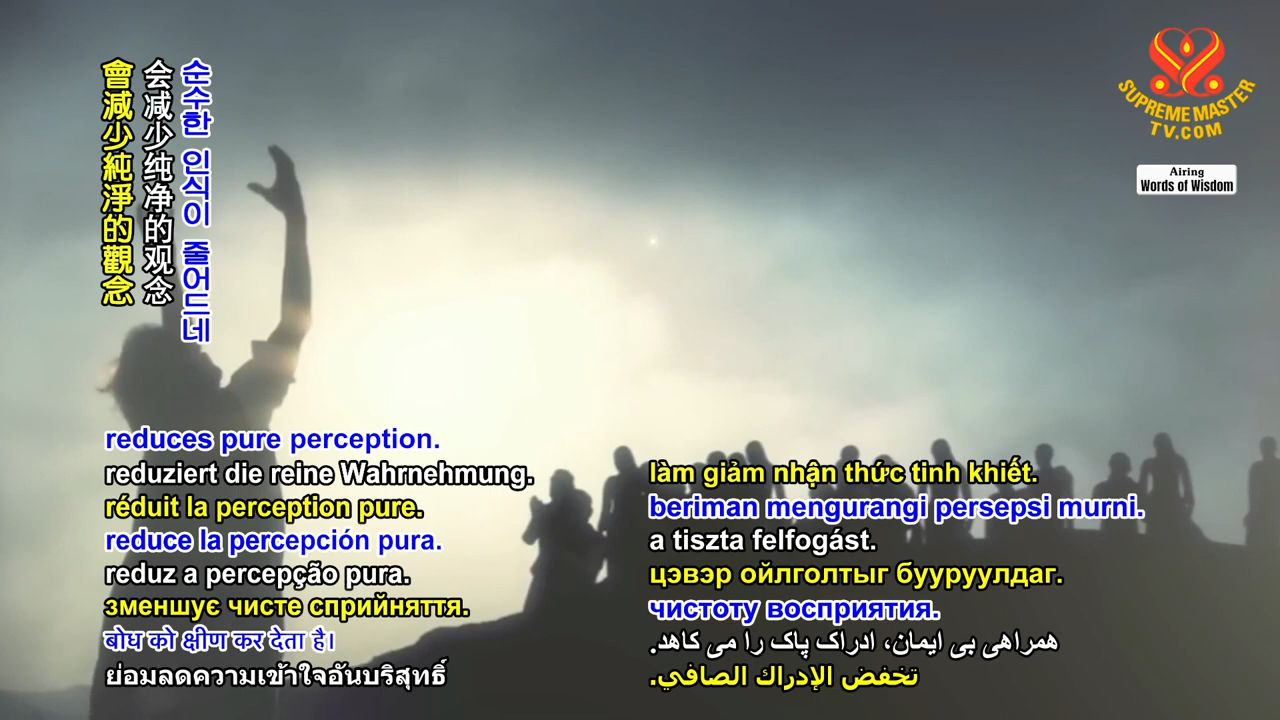 會減少純淨的觀念
会减少纯净的观念
순수한 인식이 줄어드네
SUPREME MASTER
TV.COM
Airing
Words of Wisdom
reduces pure perception.
reduziert die reine Wahrnehmung.
réduit la perception pure.
reduce la percepción pura.
reduz a percepção pura.
зменшує чисте сприйняття.
बोध को क्षीण कर देता है।
ย่อมลดความเข้าใจอันบริสุทธิ์
làm giảm nhận thức tinh khiết.
beriman mengurangi persepsi murni.
a tiszta felfogást.
цэвэр ойлголтыг бууруулдаг.
чистоту восприятия.
همراهی بی ایمان، ادراک پاک را می کاهد.
تخفض الإدراك الصافي.